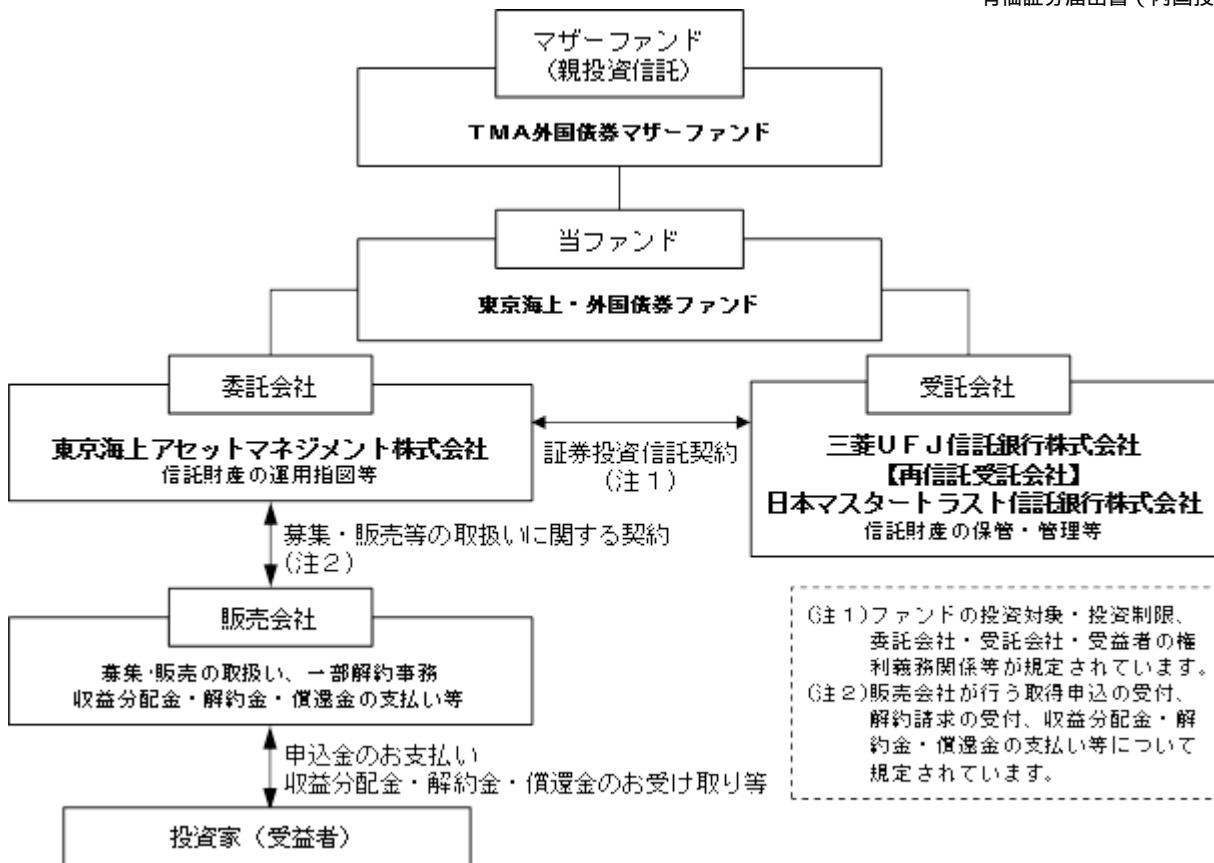 マザーファンド
（親投資信託）
ＴＭＡ外国債券マザーファンド
当ファンド
東京海上・外国債券ファンド
委託会社
東京海上アセットマネジメント株式会社
信託財産の運用指図等
証券投資信託契約
（注１）
受託会社
三菱ＵＦＪ信託銀行株式会社
【再信託受託会社】
日本マスタートラスト信託銀行株式会社
信託財産の保管・管理等
募集・販売等の取扱いに関する契約
（注２）
販売会社
募集・販売の取扱い、一部解約事務
収益分配金・解約金・償還金の支払い等
（注１）ファンドの投資対象・投資制限、
委託会社・受託会社・受益者の権
利義務関係等が規定されています。
（注２）販売会社が行う取得申込の受付、
解約請求の受付、収益分配金・解
約金・償還金の支払い等について
規定されています。
申込金のお支払い
収益分配金・解約金・償還金のお受け取り等
投資家（受益者）